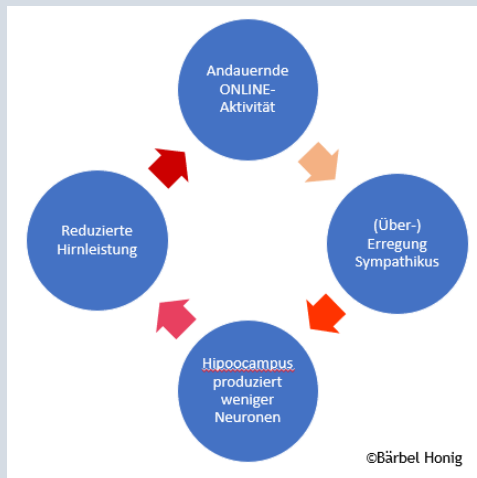 Andauernde
ONLINE-
Aktivität
(Über-)
Erregung
Sympathikus
Hipoocampus
produziert
weniger
Neuronen
Reduzierte
Hirnleistung
©Bärbel Honig